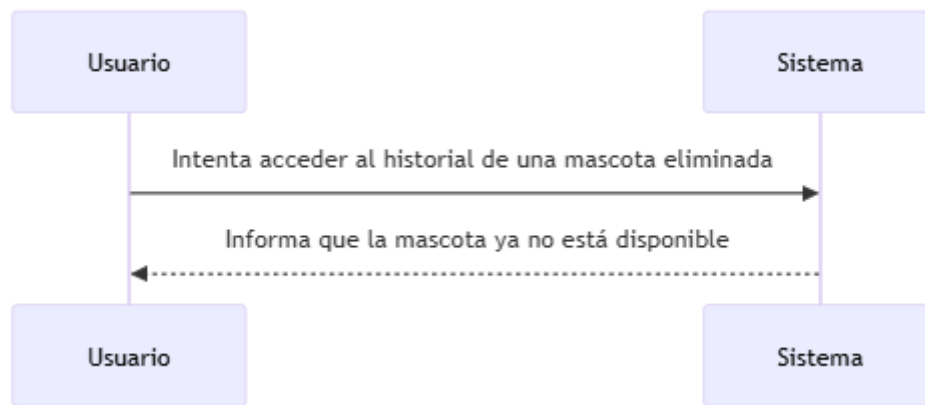 Usuario
Sistema
Intenta acceder al historial de una mascota eliminada
Informa que la mascota ya no está disponible
Usuario
Sistema